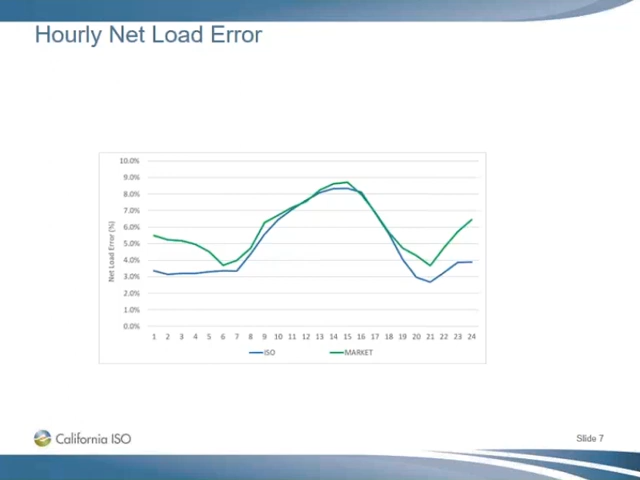 Hourly Net Load Error
10.0%
9.0%
8.0%
7.0%
6.0%
5.0%
4.0%
3.0%
2.0%
1.0%
0.0%
Net Load Error (%)
1 2 3 4 5 6 7 8 9 10 11 12 13 14 15 16 17 18 19 20 21 22 23 24
ISO MARKET
California ISO
Slide 7